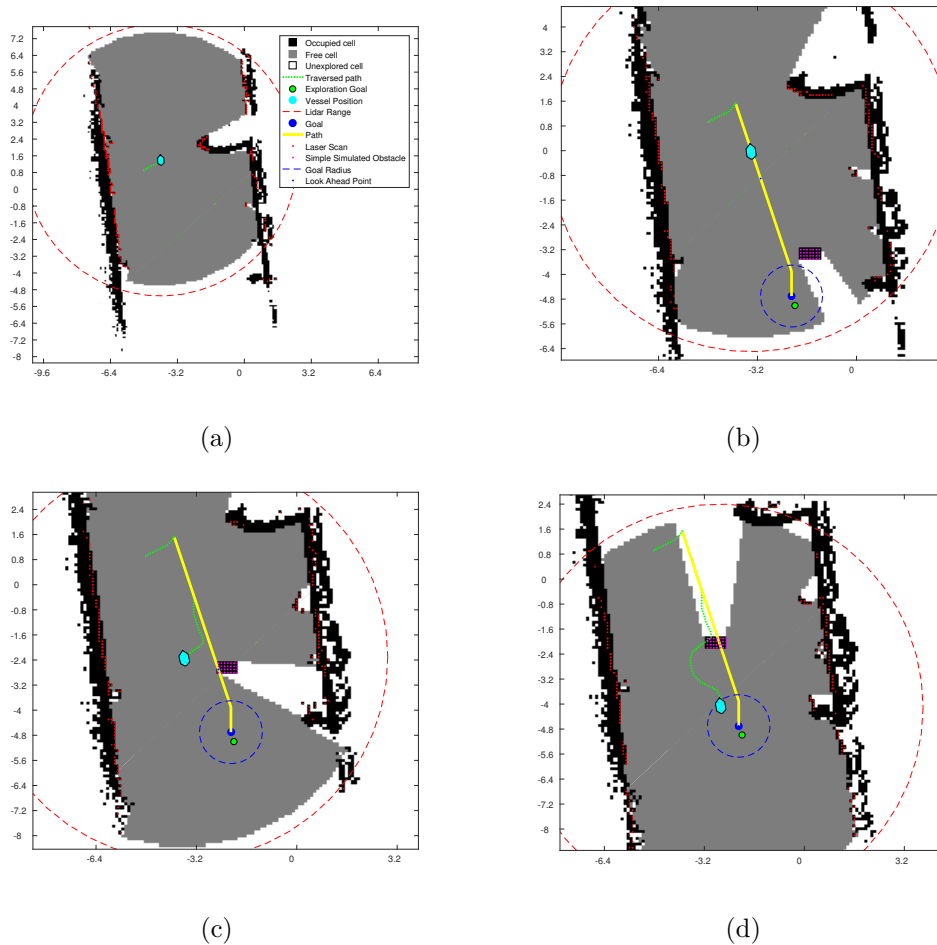 7.2
6.4
5.6
4.8
4
3.2
2.4
1.6
0.8
0
-0.8
-1.6
-2.4
-3.2
-4
-4.8
-5.6
-6.4
-7.2
-8
-9.6 -6.4 -3.2 0 3.2 6.4
Occupied cell
Free cell
Unexplored cell
Traversed path
Exploration Goal
Vessel Position
Lidar Range
Goal
Path
Laser Scan
Simple Simulated Obstacle
Goal Radius
Look Ahead Point
(a)
4
3.2
2.4
1.6
0.8
0
-0.8
-1.6
-2.4
-3.2
-4
-4.8
-5.6
-6.4
-6.4 -3.2 0
(b)
2.4
1.6
0.8
0
-0.8
-1.6
-2.4
-3.2
-4
-4.8
-5.6
-6.4
-7.2
-8
-6.4 -3.2 0 3.2
(c)
2.4
1.6
0.8
0
-0.8
-1.6
-2.4
-3.2
-4
-4.8
-5.6
-6.4
-7.2
-8
-6.4 -3.2 0 3.2
(d)